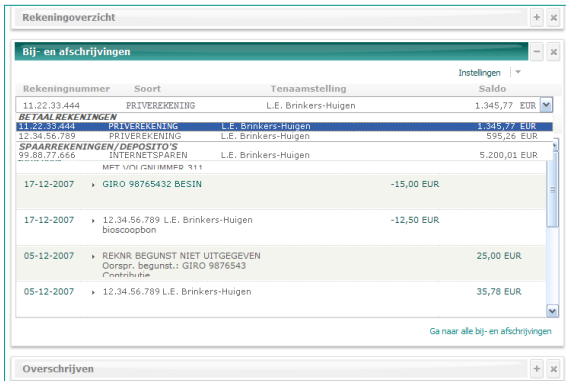 Rekeningoverzicht
Bij- en afschrijvingen
Instellingen
Rekeningnummer Soort Tenaamstelling Saldo
11.22.33.444 PRIVEREKENING L.E. Brinkers-Huigen 1.345,77 EUR
BETAALREKENINGEN
11.22.33.444 PRIVEREKENING L.E. Brinkers-Huigen 1.345,77 EUR
12.34.56.789 PRIVEREKENING L.E. Brinkers-Huigen 595,26 EUR
SPAARREKENINGEN/DEPOSITO'S
99.88.77.666 INTERNETSPAREN L.E. Brinkers-Huigen 5.200,01 EUR
MET VOLGNUMMER 311
17-12-2007 GIRO 98765432 BESIN -15,00 EUR
17-12-2007 12.34.56.789 L.E. Brinkers-Huigen -12,50 EUR
bioscoopbon
05-12-2007 REKNR BEGUNST NIET UITGEGEVEN 25,00 EUR
Oorspr. begunst.: GIRO 9876543
Contributie
05-12-2007 12.34.56.789 L.E. Brinkers-Huigen 35,78 EUR
Ga naar alle bij- en afschrijvingen
Overschrijven